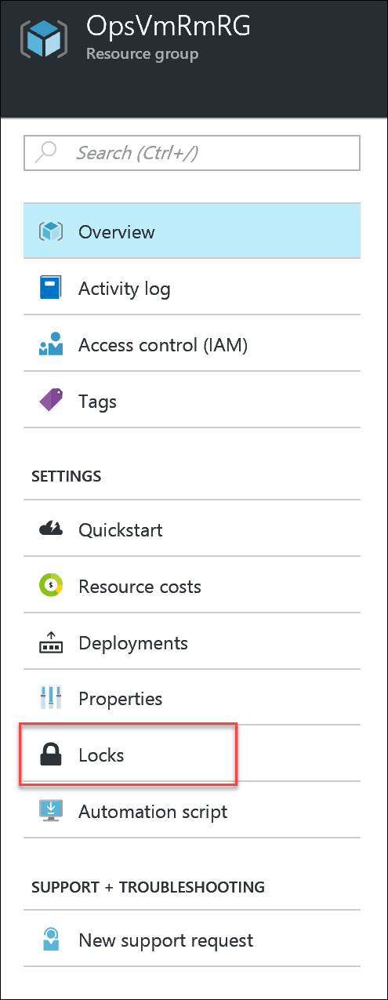 OpsVmRmRG
Resource group
Search (Ctrl+/)
Overview
Activity log
Access control (IAM)
Tags
SETTINGS
Quickstart
$
Resource costs
Deployments
Properties
Locks
Automation script
SUPPORT + TROUBLESHOOTING
New support request